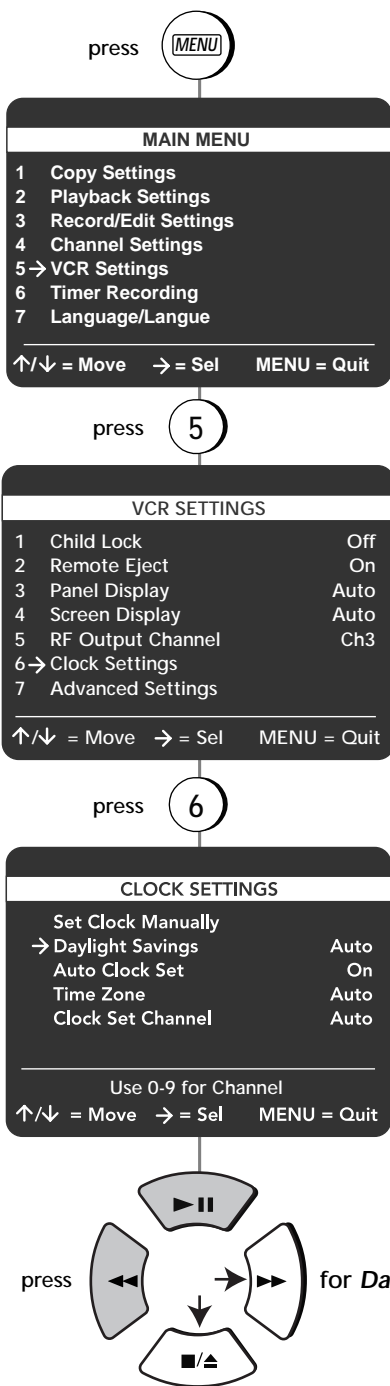 press MENU
MAIN MENU
1 Copy Settings
2 Playback Settings
3 Record/Edit Settings
4 Channel Settings
5→ VCR Settings
6 Timer Recording
7 Language/Langue
↑/↓ = Move → = Sel MENU = Quit
press 5
VCR SETTINGS
1 Child Lock Off
2 Remote Eject On
3 Panel Display Auto
4 Screen Display Auto
5 RF Output Channel Ch3
6→ Clock Settings
7 Advanced Settings
↑/↓ = Move → = Sel MENU = Quit
press 6
CLOCK SETTINGS
Set Clock Manually
→ Daylight Savings Auto
Auto Clock Set On
Time Zone Auto
Clock Set Channel Auto
Use 0-9 for Channel
↑/↓ = Move → = Sel MENU = Quit
press for Da